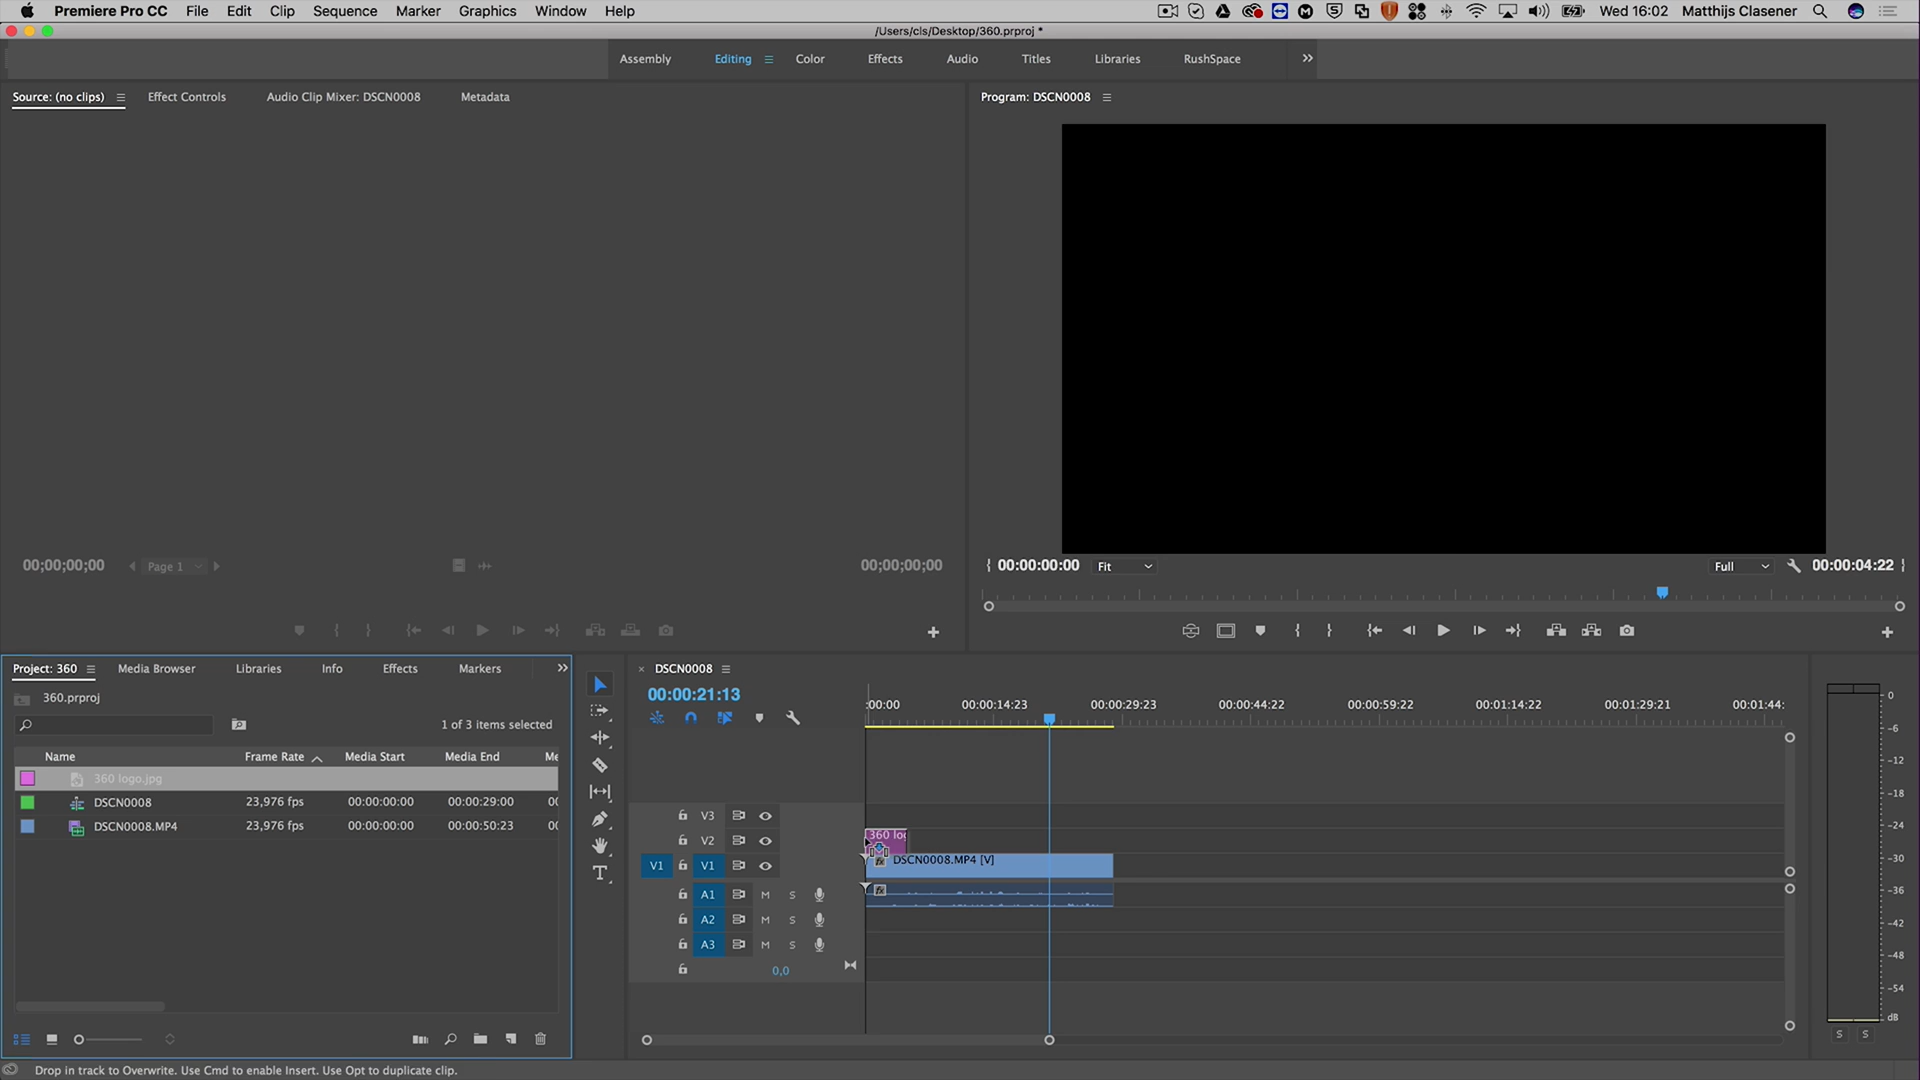 Premiere Pro CC File Edit Clip Sequence Marker Graphics Window Help Wed 16:02 Matthijs Clasener
/Users/cls/Desktop/360.prproj *
Assembly Editing Color Effects Audio Titles Libraries RushSpace
Source: (no clips) Effect Controls Audio Clip Mixer: DSCN0008 Metadata
Program: DSCN0008
00;00;00;00 Page 1 00;00;00;00
00:00:00:00 Fit Full 00:00:04:22
Project: 360 Media Browser Libraries Info Effects Markers
360.prproj
1 of 3 items selected
Name Frame Rate Media Start Media End Me
360 logo.jpg
DSCN0008 23,976 fps 00:00:00:00 00:00:29:00 00
DSCN0008.MP4 23,976 fps 00:00:00:00 00:00:50:23 00
DSCN0008
00:00:21:13
:00:00 00:00:14:23 00:00:29:23 00:00:44:22 00:00:59:22 00:01:14:22 00:01:29:21 00:01:44:
V3
V2 360 log
V1 V1 DSCN0008.MP4 [V]
A1 M S
A2 M S
A3 M S
0,0
0
-6
-12
-18
-24
-30
-36
-42
-48
-54
dB
S S
Drop in track to Overwrite. Use Cmd to enable Insert. Use Opt to duplicate clip.